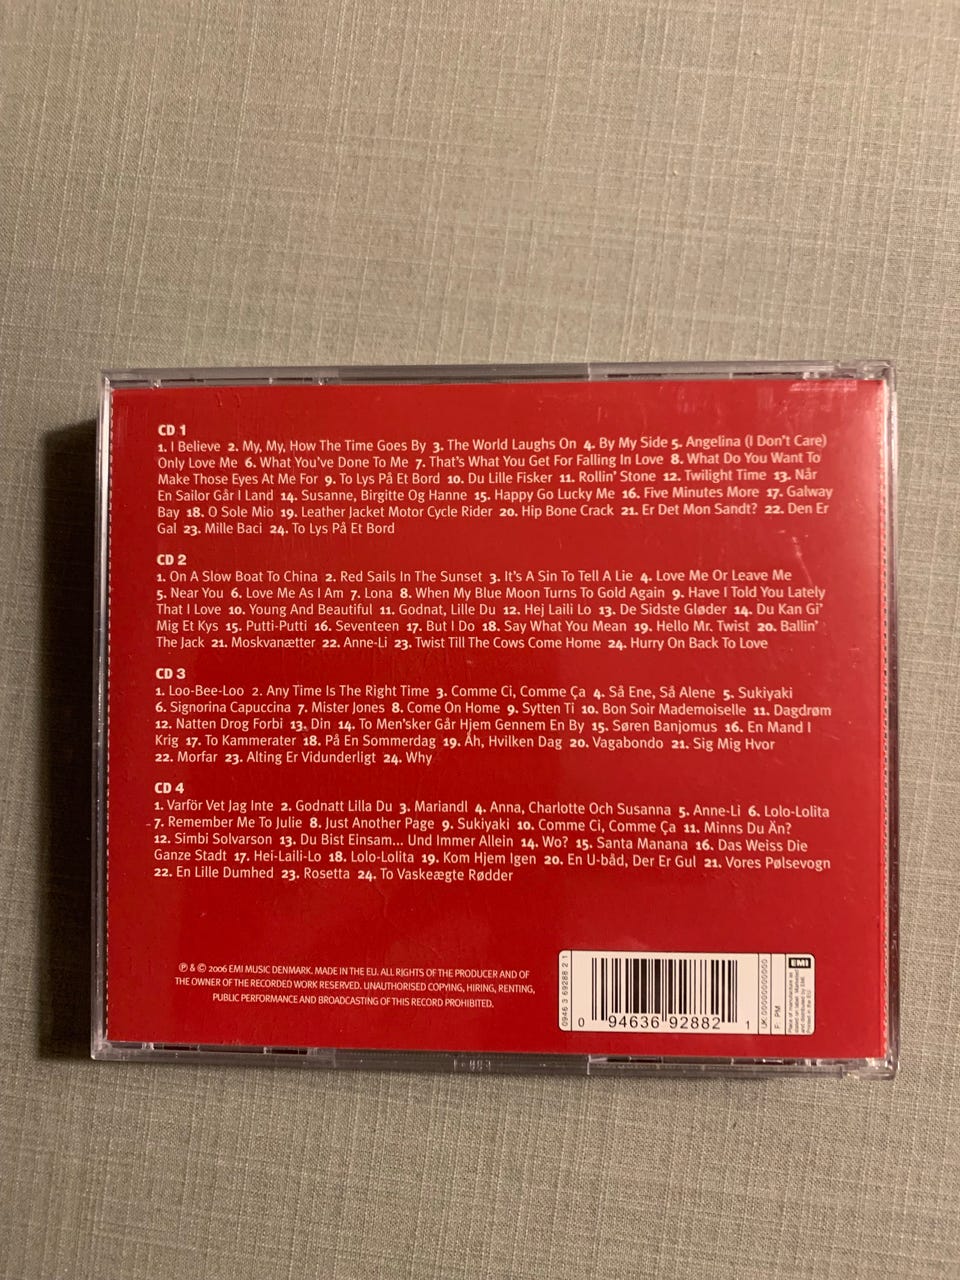 CD 1
1. I Believe 2. My, My, How The Time Goes By 3. The World Laughs On 4. By My Side 5. Angelina (I Don't Care)
Only Love Me 6. What You've Done To Me 7. That's What You Get For Falling In Love 8. What Do You Want To
Make Those Eyes At Me For 9. To Lys På Et Bord 10. Du Lille Fisker 11. Rollin' Stone 12. Twilight Time 13. Når
En Sailor Går I Land 14. Susanne, Birgitte Og Hanne 15. Happy Go Lucky Me 16. Five Minutes More 17. Galway
Bay 18. O Sole Mio 19. Leather Jacket Motor Cycle Rider 20. Hip Bone Crack 21. Er Det Mon Sandt? 22. Den Er
Gal 23. Mille Baci 24. To Lys På Et Bord
CD 2
1. On A Slow Boat To China 2. Red Sails In The Sunset 3. It's A Sin To Tell A Lie 4. Love Me Or Leave Me
5. Near You 6. Love Me As I Am 7. Lona 8. When My Blue Moon Turns To Gold Again 9. Have I Told You Lately
That I Love 10. Young And Beautiful 11. Godnat, Lille Du 12. Hej Laili Lo 13. De Sidste Gløder 14. Du Kan Gi'
Mig Et Kys 15. Putti-Putti 16. Seventeen 17. But I Do 18. Say What You Mean 19. Hello Mr. Twist 20. Ballin'
The Jack 21. Moskvanætter 22. Anne-Li 23. Twist Till The Cows Come Home 24. Hurry On Back To Love
CD 3
1. Loo-Bee-Loo 2. Any Time Is The Right Time 3. Comme Ci, Comme Ça 4. Så Ene, Så Alene 5. Sukiyaki
6. Signorina Capuccina 7. Mister Jones 8. Come On Home 9. Sytten Ti 10. Bon Soir Mademoiselle 11. Dagdrøm
12. Natten Drog Forbi 13. Din 14. To Men'sker Går Hjem Gennem En By 15. Søren Banjomus 16. En Mand I
Krig 17. To Kammerater 18. På En Sommerdag 19. Åh, Hvilken Dag 20. Vagabondo 21. Sig Mig Hvor
22. Morfar 23. Alting Er Vidunderligt 24. Why
CD 4
1. Varför Vet Jag Inte 2. Godnatt Lilla Du 3. Mariandl 4. Anna, Charlotte Och Susanna 5. Anne-Li 6. Lolo-Lolita
7. Remember Me To Julie 8. Just Another Page 9. Sukiyaki 10. Comme Ci, Comme Ça 11. Minns Du Än?
12. Simbi Solvarson 13. Du Bist Einsam... Und Immer Allein 14. Wo? 15. Santa Manana 16. Das Weiss Die
Ganze Stadt 17. Hei-Laili-Lo 18. Lolo-Lolita 19. Kom Hjem Igen 20. En U-båd, Der Er Gul 21. Vores Pølsevogn
22. En Lille Dumhed 23. Rosetta 24. To Vaskeægte Rødder
℗ & © 2006 EMI MUSIC DENMARK. MADE IN THE EU. ALL RIGHTS OF THE PRODUCER AND OF
THE OWNER OF THE RECORDED WORK RESERVED. UNAUTHORISED COPYING, HIRING, RENTING,
PUBLIC PERFORMANCE AND BROADCASTING OF THIS RECORD PROHIBITED.
0946 3 69288 2 1
0 94636 92882 1
UK:0000000000000
F: PM
EMI
Place of manufacture as
stated on label. Marketed
and distributed by EMI.
Printed in the EU.